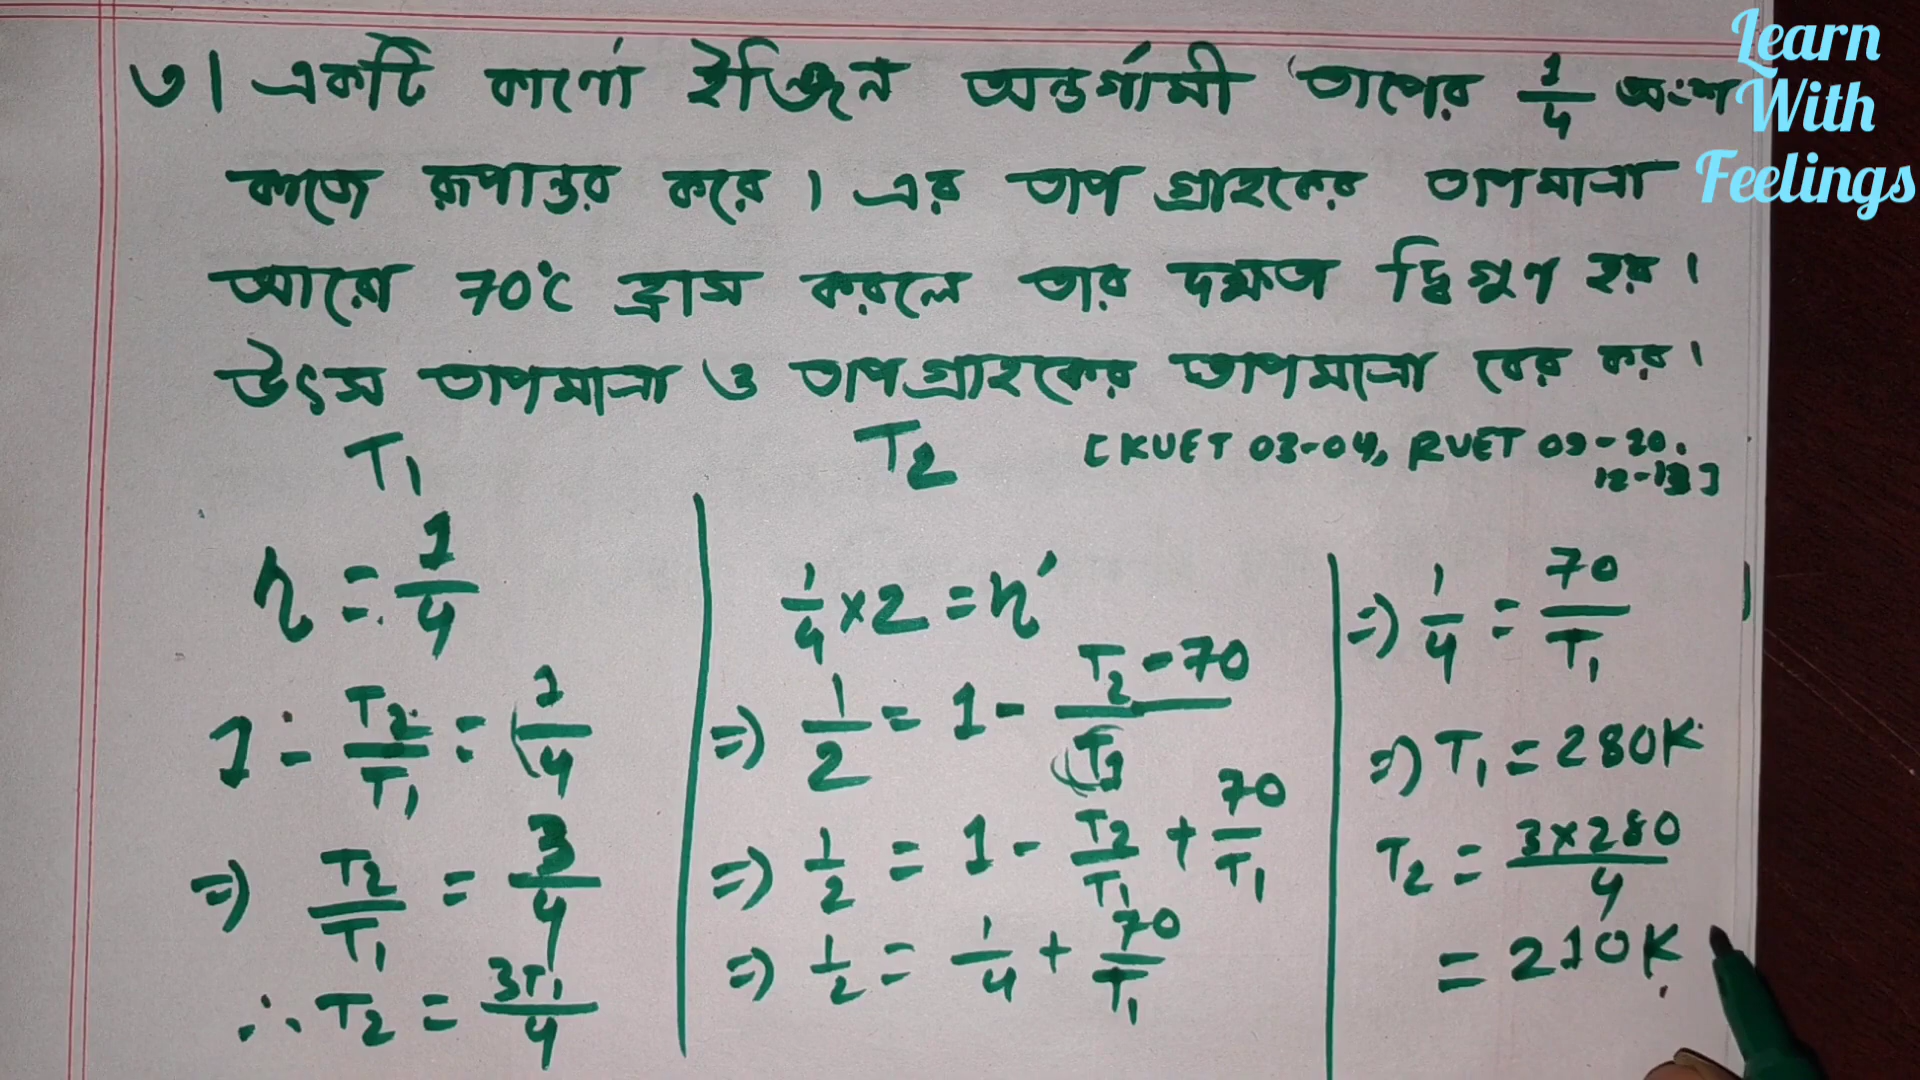 ৩। একটি কার্ণো ইঞ্জিন অন্তর্গামী তাপের 1/4 অংশ
কাজে রূপান্তর করে। এর তাপ গ্রাহকের তাপমাত্রা
আরো 70°C হ্রাস করলে তার দক্ষতা দ্বিগুণ হয়।
উৎস তাপমাত্রা ও তাপগ্রাহকের তাপমাত্রা বের কর।
T₁ T₂ [KUET 03-04, RUET 09-10,
12-13]
η = 1/4
1 - T₂/T₁ = 1/4
⇒ T₂/T₁ = 3/4
∴ T₂ = 3T₁/4
1/4 × 2 = η′
⇒ 1/2 = 1 - (T₂ - 70)/T₁
⇒ 1/2 = 1 - T₂/T₁ + 70/T₁
⇒ 1/2 = 1/4 + 70/T₁
⇒ 1/4 = 70/T₁
⇒ T₁ = 280K
T₂ = 3×280/4
= 210K
Learn
With
Feelings